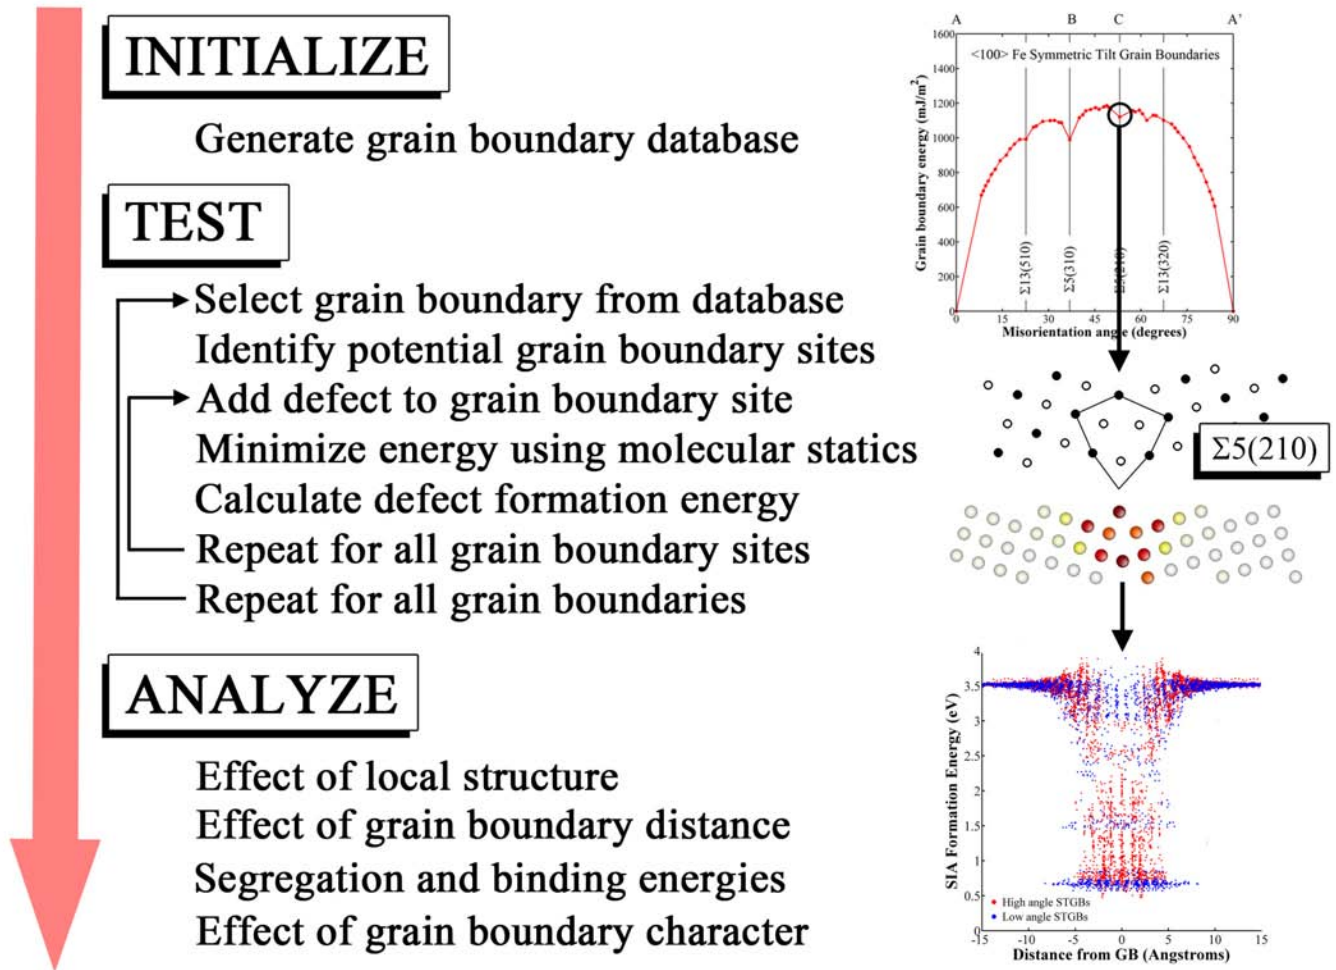 INITIALIZE
Generate grain boundary database
TEST
Select grain boundary from database
Identify potential grain boundary sites
Add defect to grain boundary site
Minimize energy using molecular statics
Calculate defect formation energy
Repeat for all grain boundary sites
Repeat for all grain boundaries
ANALYZE
Effect of local structure
Effect of grain boundary distance
Segregation and binding energies
Effect of grain boundary character
A B C A'
<100> Fe Symmetric Tilt Grain Boundaries
Grain boundary energy (mJ/m²)
1600
1400
1200
1000
800
600
400
200
0
Σ13(510)
Σ5(310)
Σ5(210)
Σ13(320)
0 15 30 45 60 75 90
Misorientation angle (degrees)
Σ5(210)
SIA Formation Energy (eV)
4
3.5
3
2.5
2
1.5
1
0.5
0
High angle STGBs
Low angle STGBs
-15 -10 -5 0 5 10 15
Distance from GB (Angstroms)